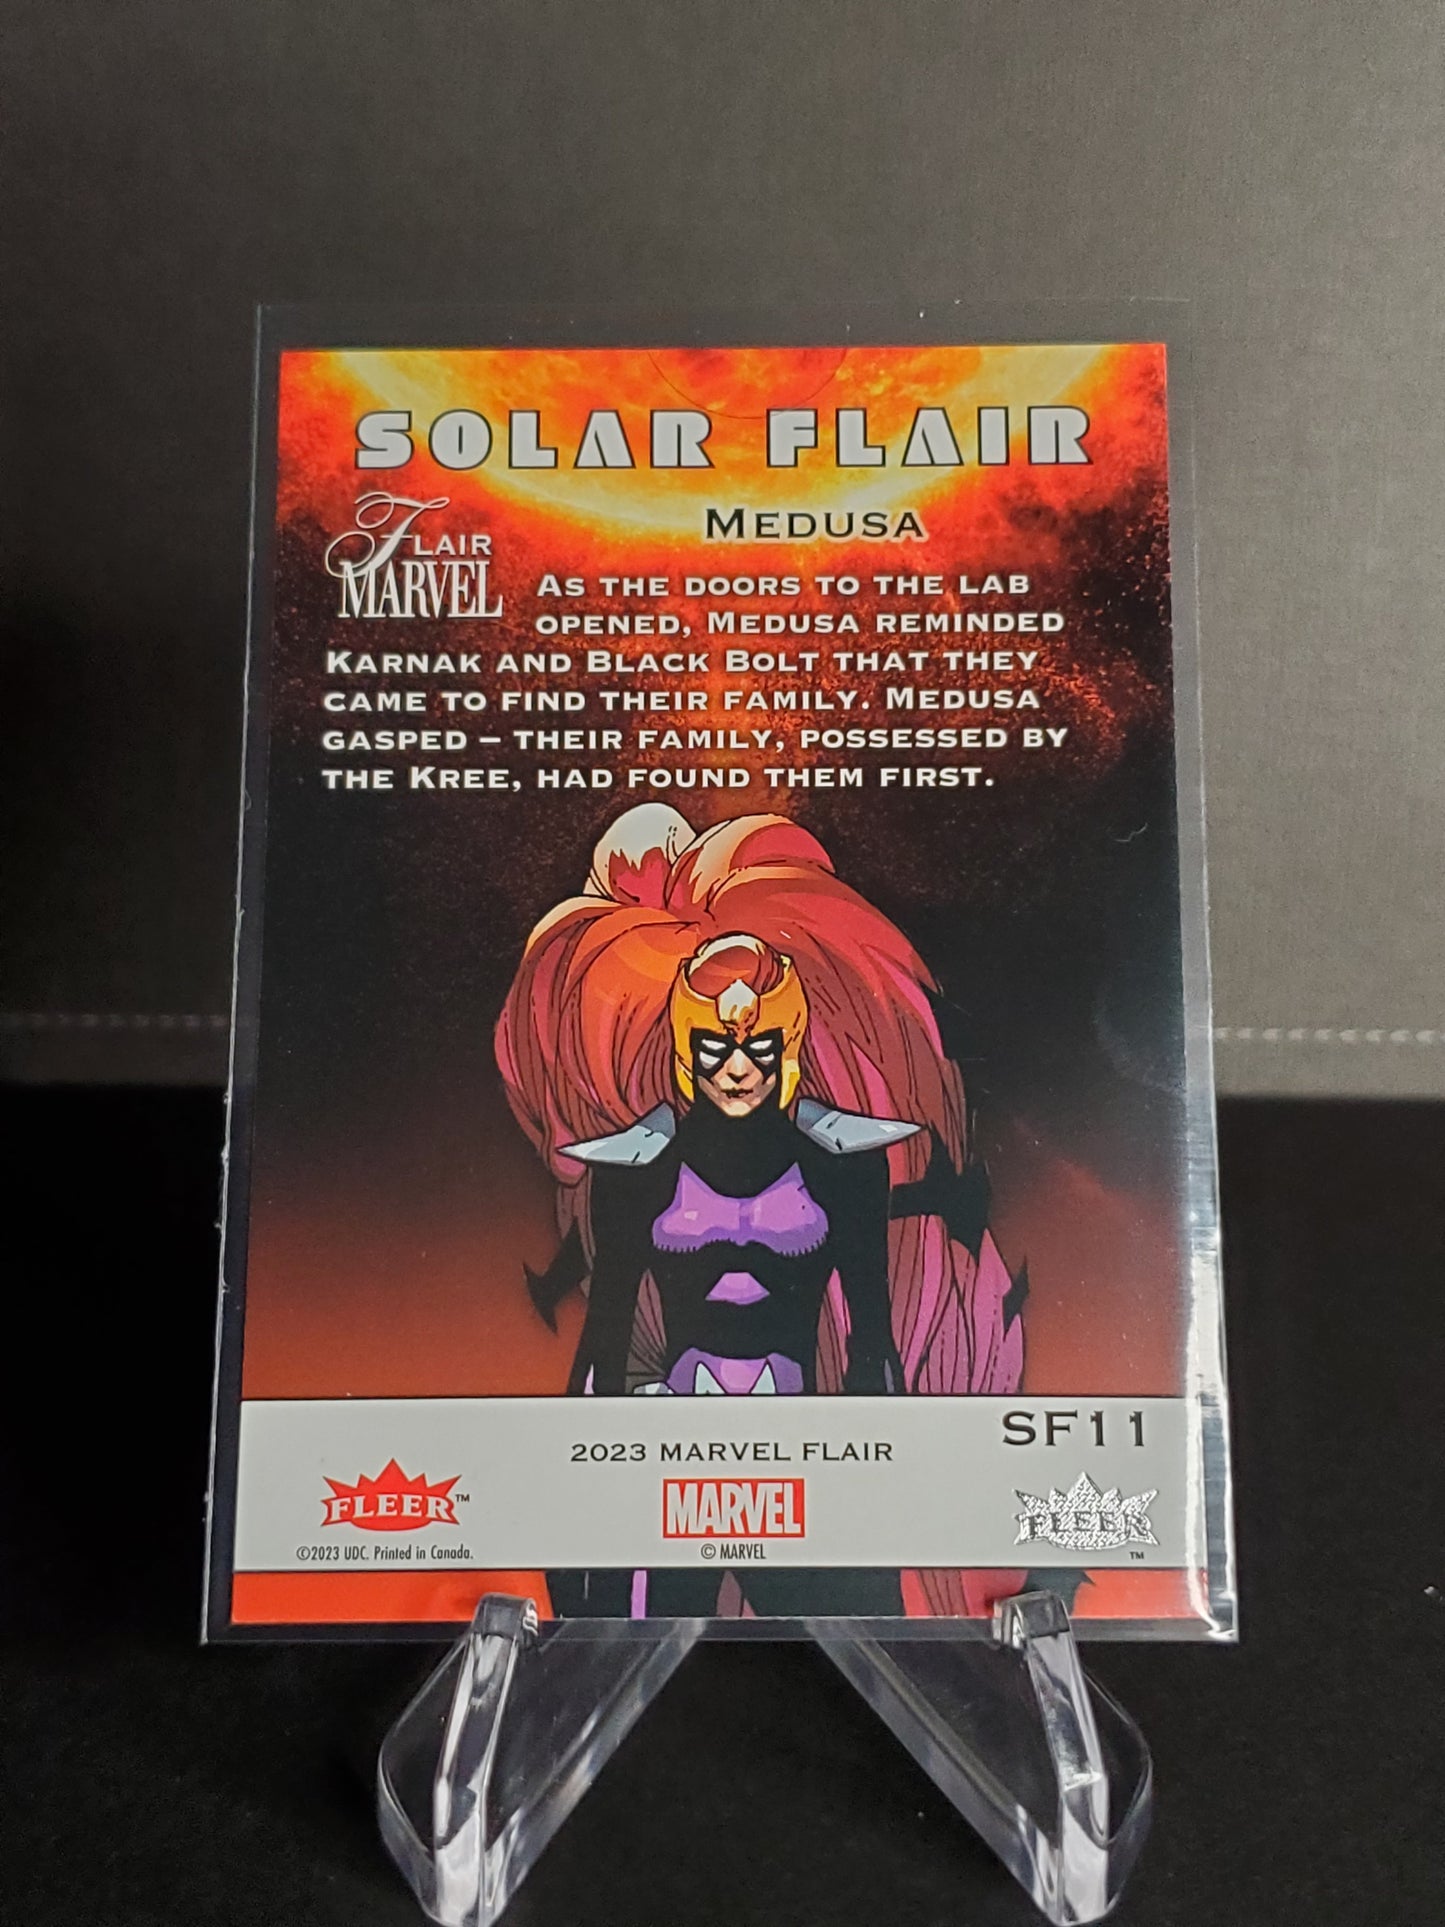 SOLAR FLAIR
MEDUSA
FLAIR
MARVEL
AS THE DOORS TO THE LAB
OPENED, MEDUSA REMINDED
KARNAK AND BLACK BOLT THAT THEY
CAME TO FIND THEIR FAMILY. MEDUSA
GASPED – THEIR FAMILY, POSSESSED BY
THE KREE, HAD FOUND THEM FIRST.
SF11
2023 MARVEL FLAIR
FLEER™
MARVEL
FLEER™
©2023 UDC. Printed in Canada.
© MARVEL